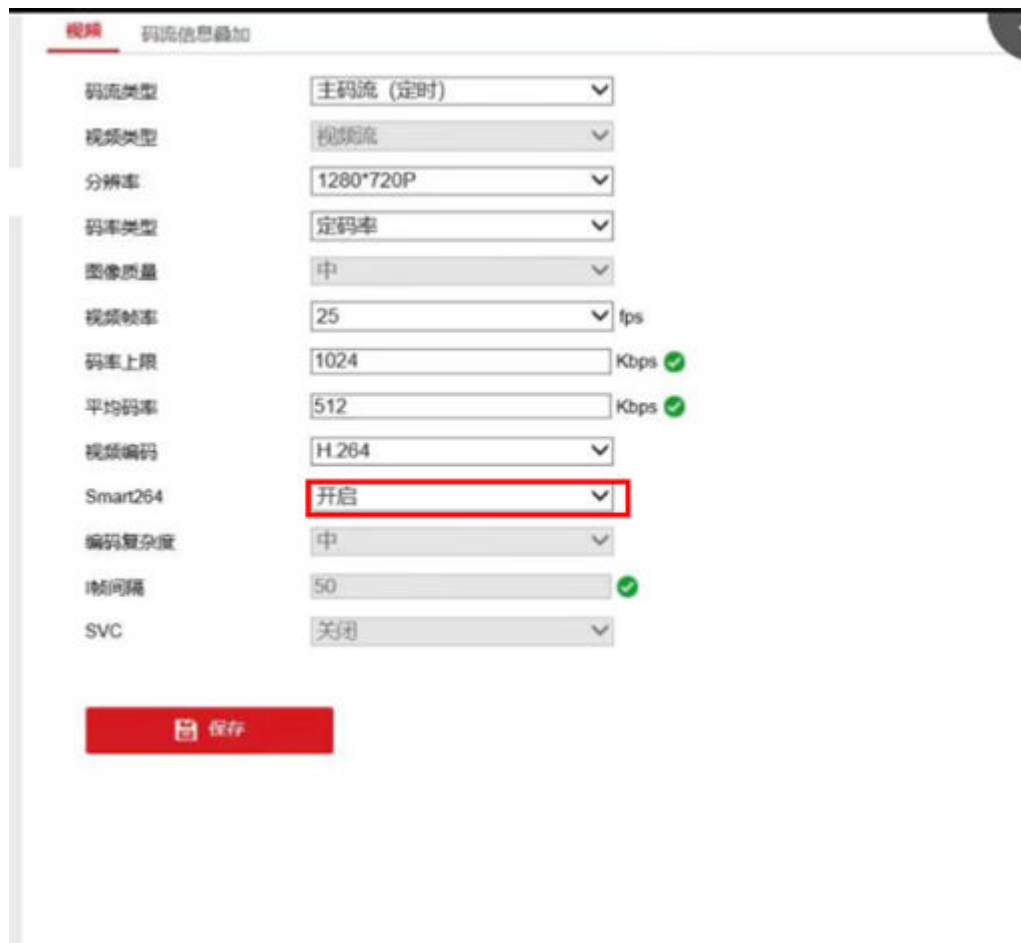 视频 码流信息叠加
码流类型 主码流 (定时)
视频类型 视频流
分辨率 1280*720P
码率类型 定码率
图像质量 中
视频帧率 25 fps
码率上限 1024 Kbps
平均码率 512 Kbps
视频编码 H.264
Smart264 开启
编码复杂度 中
I帧间隔 50
SVC 关闭
保存